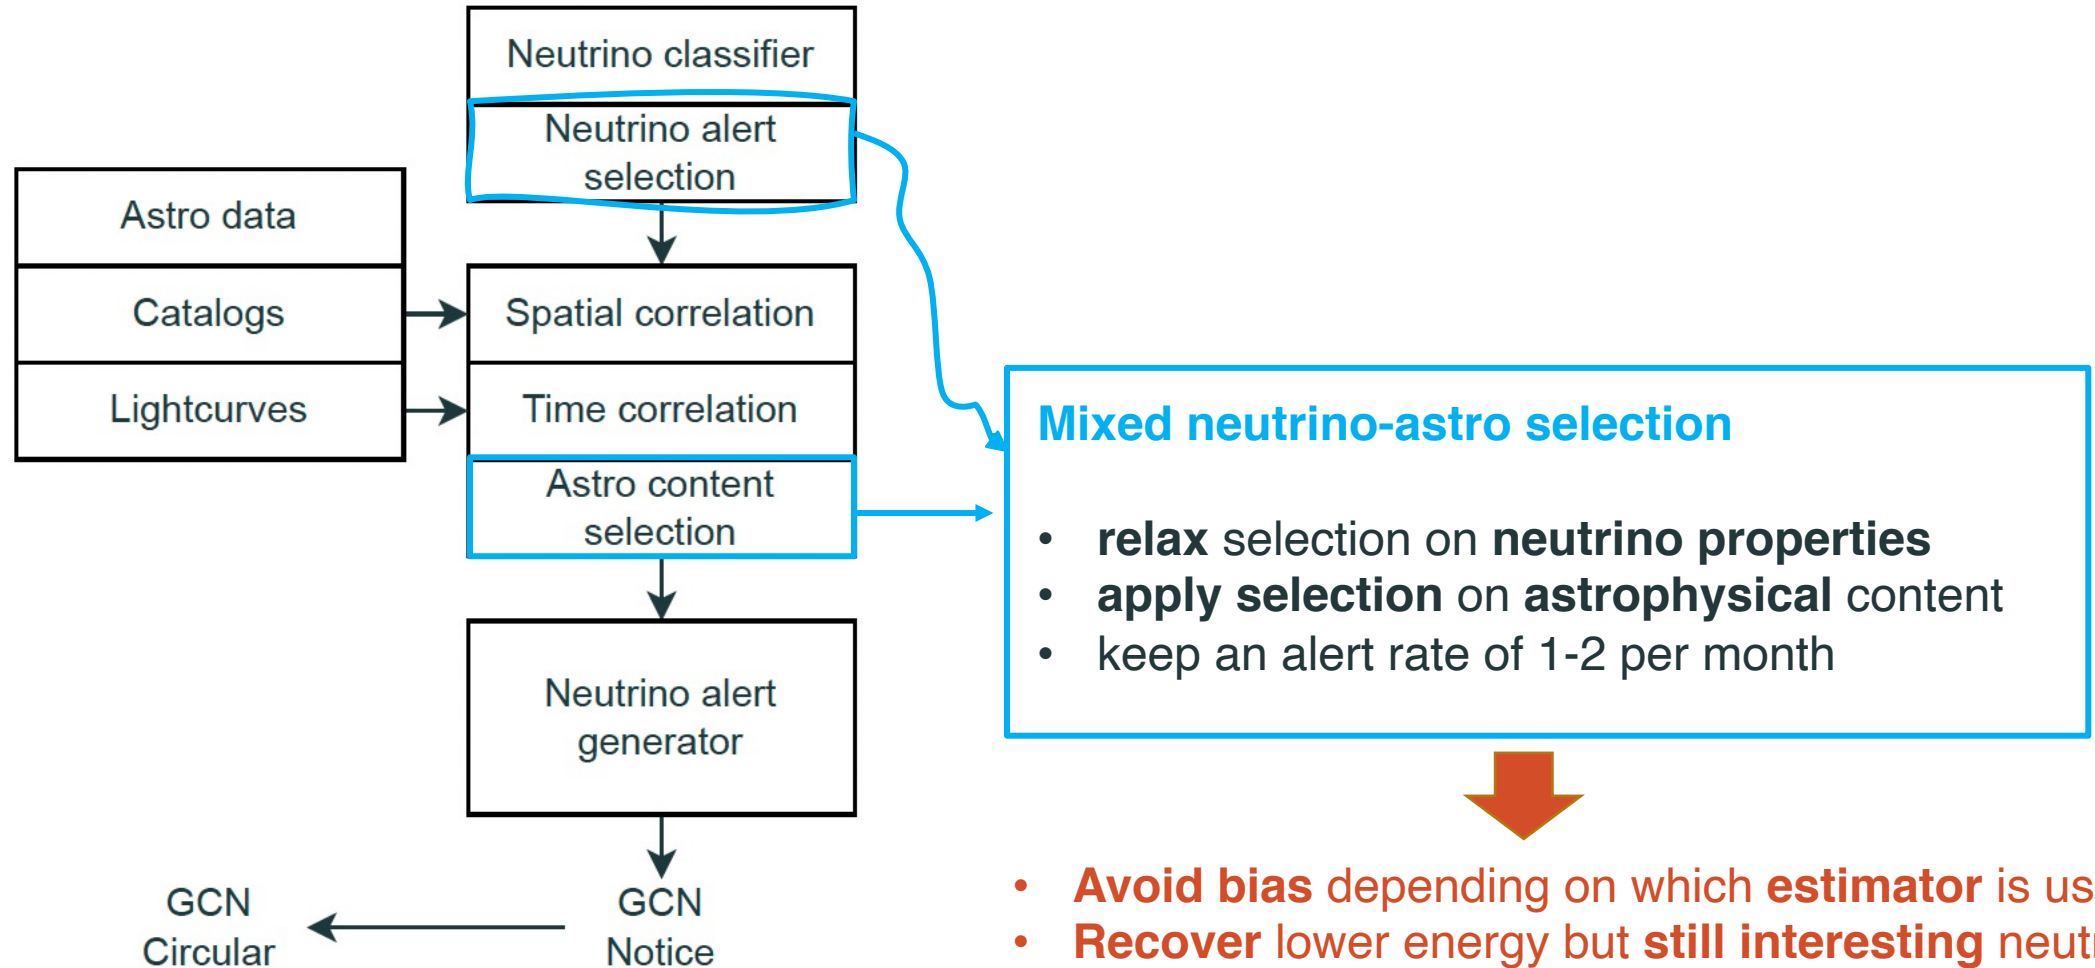 Neutrino classifier
Neutrino alert
selection
Astro data
Catalogs
Lightcurves
Spatial correlation
Time correlation
Astro content
selection
Neutrino alert
generator
GCN
Notice
GCN
Circular
Mixed neutrino-astro selection
• relax selection on neutrino properties
• apply selection on astrophysical content
• keep an alert rate of 1-2 per month
• Avoid bias depending on which estimator is
• Recover lower energy but still interesting